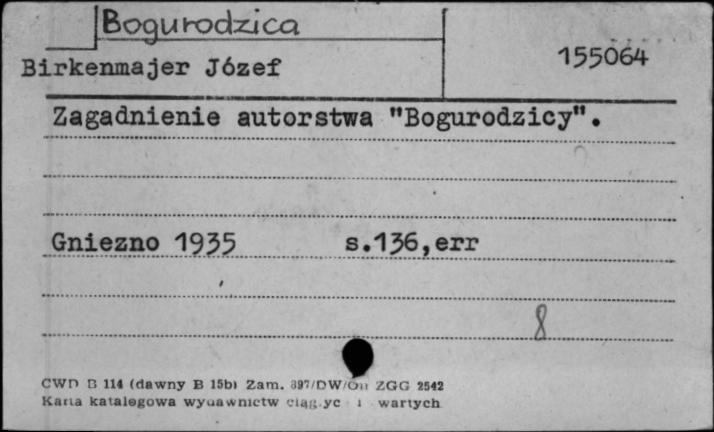 Bogurodzica
155064
Birkenmajer Józef
Zagadnienie autorstwa "Bogurodzicy".
Gniezno 1935 s.136,err
8
CWD B 114 (dawny B 15b) Zam. 397/DW/On ZGG 2542
Karta katalogowa wydawnictw i wartych